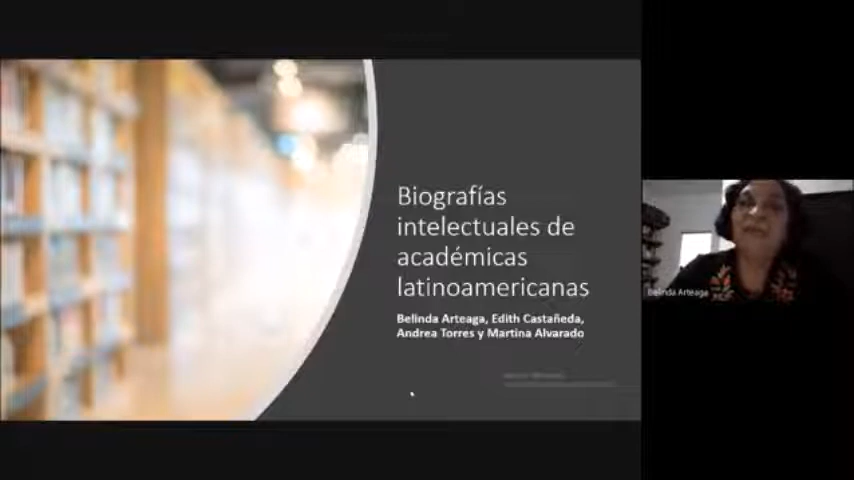 Biografías
intelectuales de
académicas
latinoamericanas
Belinda Arteaga, Edith Castañeda,
Andrea Torres y Martina Alvarado
Belinda Arteaga